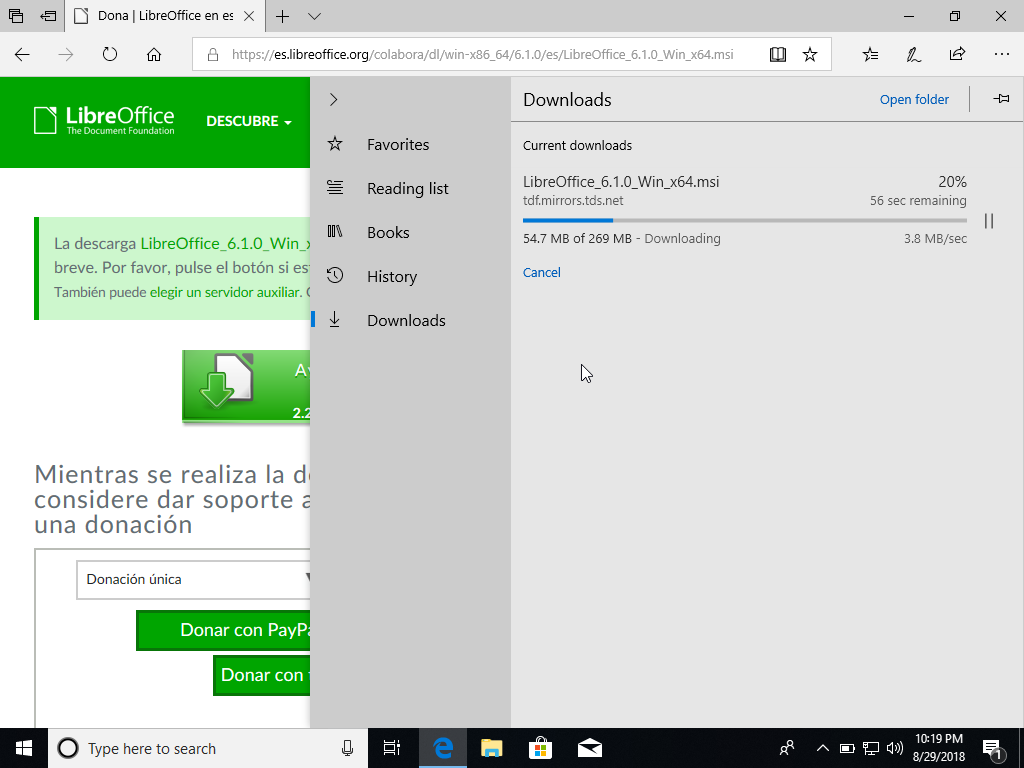 Dona | LibreOffice en es
https://es.libreoffice.org/colabora/dl/win-x86_64/6.1.0/es/LibreOffice_6.1.0_Win_x64.msi
LibreOffice
The Document Foundation
DESCUBRE
La descarga LibreOffice_6.1.0_Win_
breve. Por favor, pulse el botón si
También puede elegir un servidor auxiliar.
2.2
Mientras se realiza la
considere dar soporte
una donación
Donación única
Donar con PayPa
Donar con
Favorites
Reading list
Books
History
Downloads
Downloads
Open folder
Current downloads
LibreOffice_6.1.0_Win_x64.msi
20%
tdf.mirrors.tds.net
56 sec remaining
54.7 MB of 269 MB - Downloading
3.8 MB/sec
Cancel
Type here to search
10:19 PM
8/29/2018
1